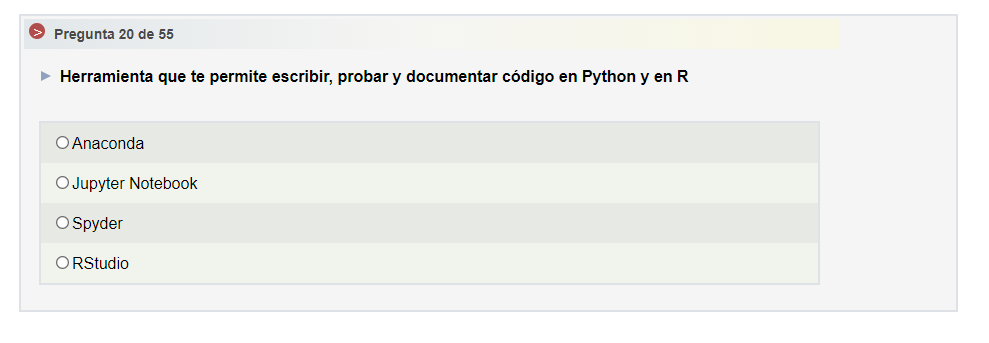 Pregunta 20 de 55
Herramienta que te permite escribir, probar y documentar código en Python y en R
Anaconda
Jupyter Notebook
Spyder
RStudio